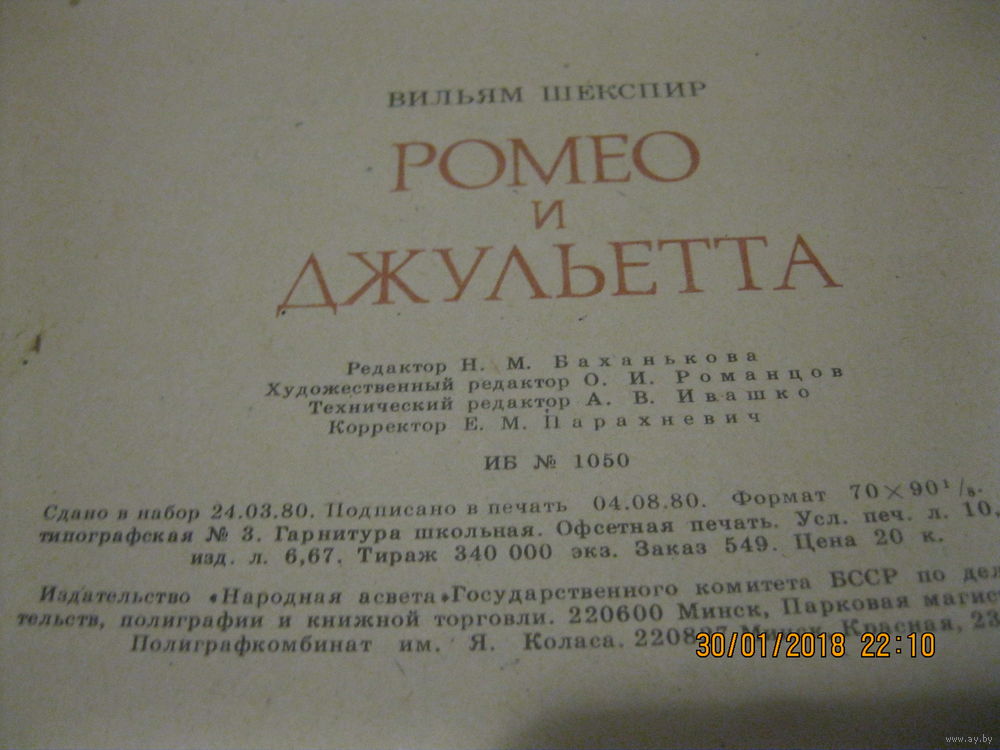 ВИЛЬЯМ ШЕКСПИР
РОМЕО
И
ДЖУЛЬЕТТА
Редактор Н. М. Баханькова
Художественный редактор О. И. Романцов
Технический редактор А. В. Ивашко
Корректор Е. М. Парахневич
ИБ № 1050
Сдано в набор 24.03.80. Подписано в печать 04.08.80. Формат 70×90¹/₈.
типографская № 3. Гарнитура школьная. Офсетная печать. Усл. печ. л. 10,
изд. л. 6,67. Тираж 340 000 экз. Заказ 549. Цена 20 к.
Издательство «Народная асвета» Государственного комитета БССР по дел
тельств, полиграфии и книжной торговли. 220600 Минск, Парковая магист
Полиграфкомбинат им. Я. Коласа. Минск, Красная, 23
30/01/2018 22:10
www.ay.by